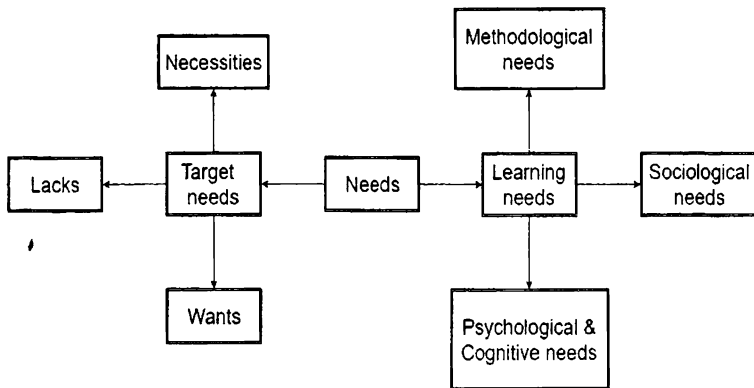 Methodological
needs
Necessities
Lacks
Target
needs
Needs
Learning
needs
Sociological
needs
Wants
Psychological &
Cognitive needs